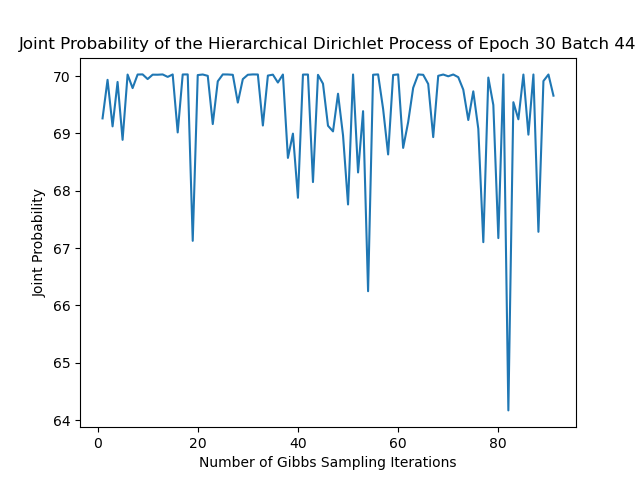 Joint Probability of the Hierarchical Dirichlet Process of Epoch 30 Batch 44
70
69
68
67
66
65
64
Joint Probability
0 20 40 60 80
Number of Gibbs Sampling Iterations